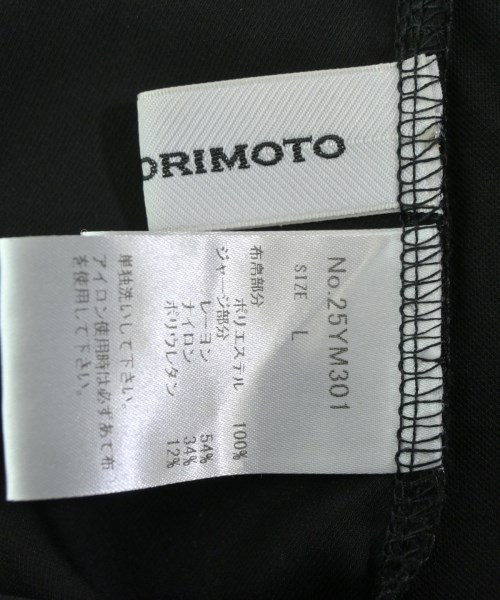 ORIMOTO
No.25YM301
SIZE L
布帛部分
ポリエステル 100%
ジャージ部分
レーヨン 54%
ナイロン 34%
ポリウレタン 12%
単独洗いして下さい。
アイロン使用時は必ずあて布
を使用して下さい。